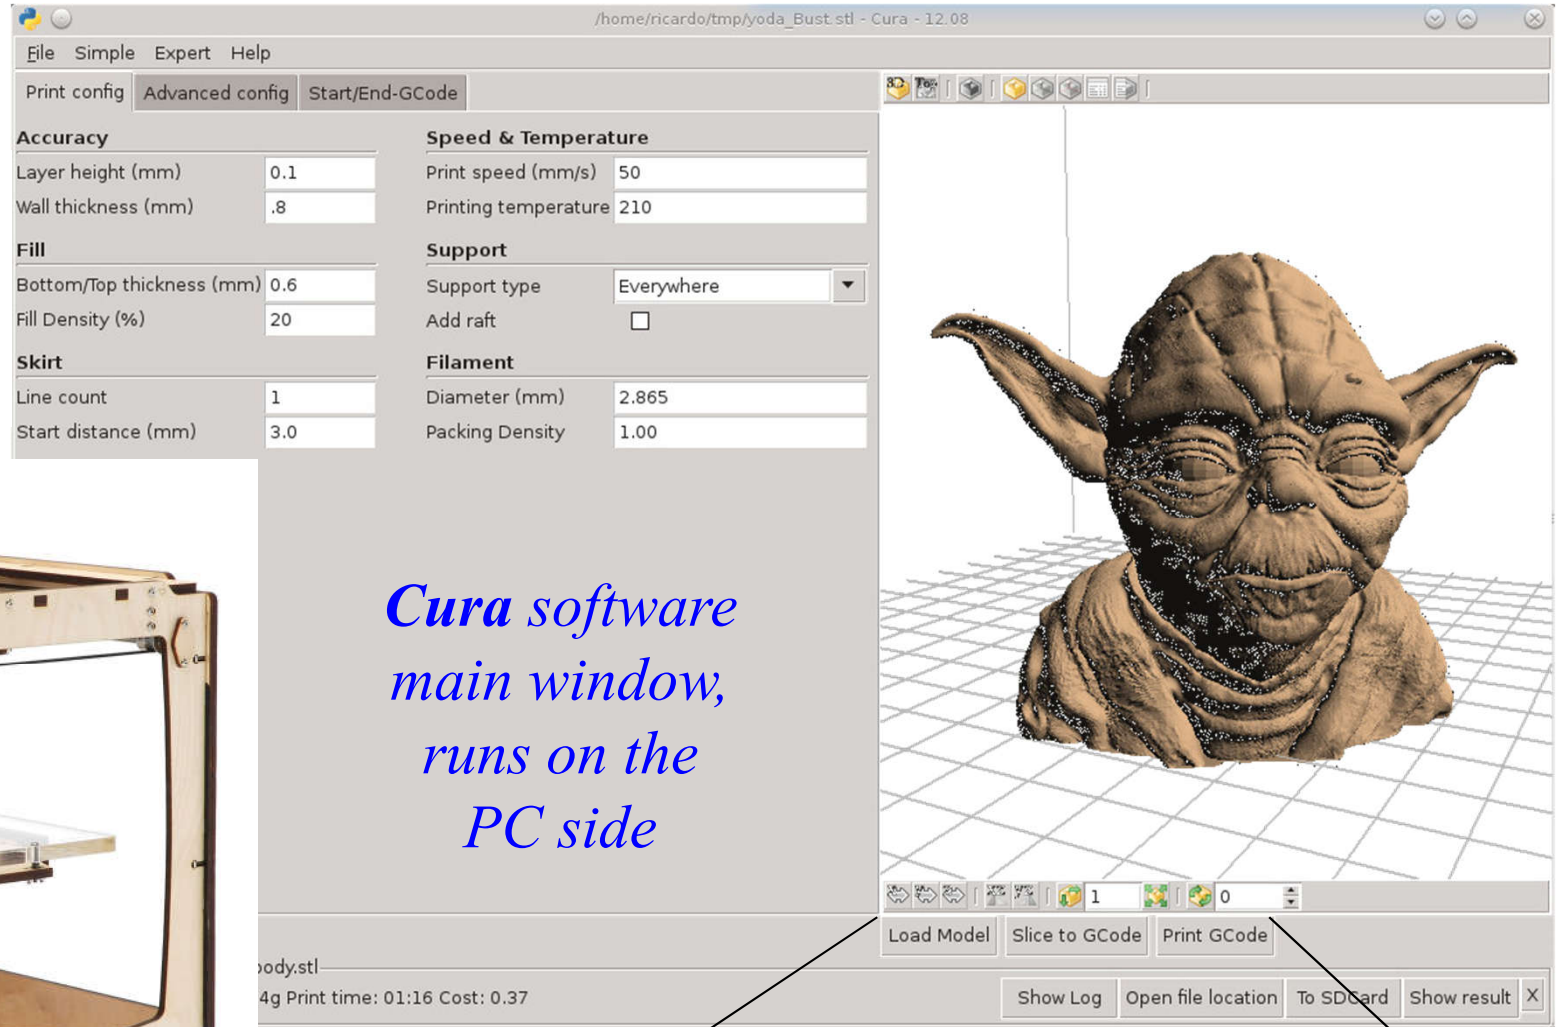 /home/ricardo/tmp/yoda_Bust.stl - Cura - 12.08
File Simple Expert Help
Print config Advanced config Start/End-GCode
Accuracy
Layer height (mm) 0.1
Wall thickness (mm) .8
Fill
Bottom/Top thickness (mm) 0.6
Fill Density (%) 20
Skirt
Line count 1
Start distance (mm) 3.0
Speed & Temperature
Print speed (mm/s) 50
Printing temperature 210
Support
Support type Everywhere
Add raft
Filament
Diameter (mm) 2.865
Packing Density 1.00
3D
Cura software
main window,
runs on the
PC side
1 0
Load Model Slice to GCode Print GCode
ody.stl
4g Print time: 01:16 Cost: 0.37
Show Log Open file location To SDCard Show result X